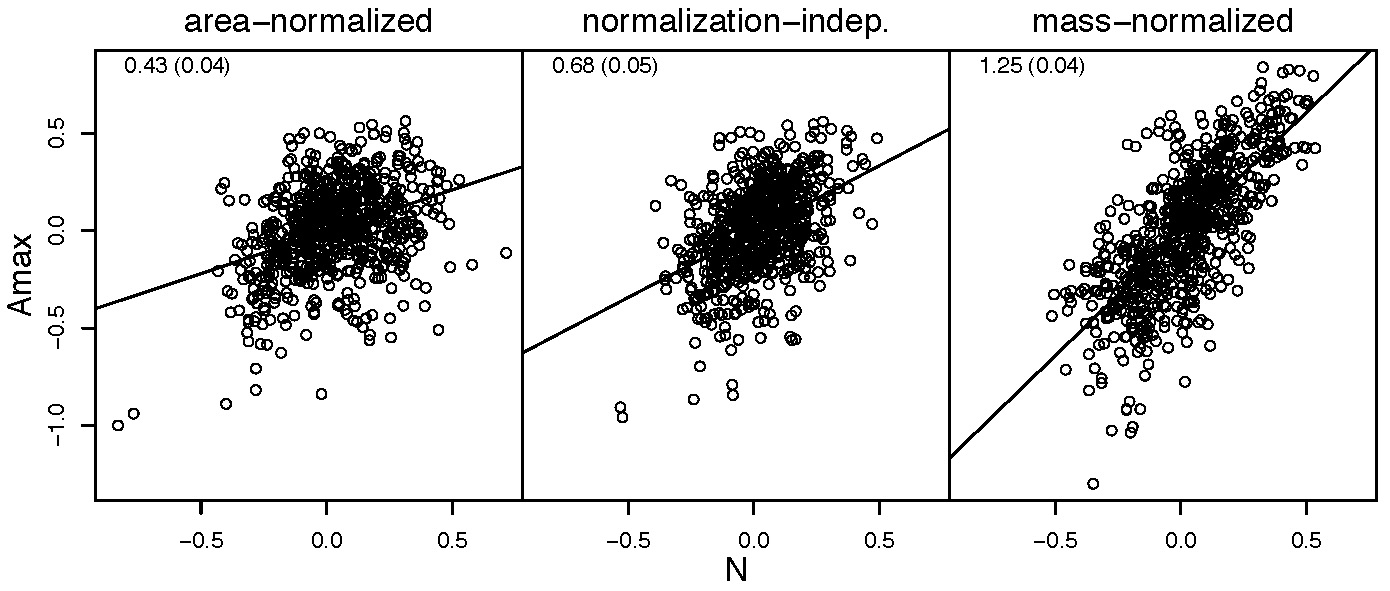 area−normalized
normalization−indep.
mass−normalized
0.43 (0.04)
0.68 (0.05)
1.25 (0.04)
Amax
0.5
0.0
−0.5
−1.0
−0.5 0.0 0.5
−0.5 0.0 0.5
−0.5 0.0 0.5
N